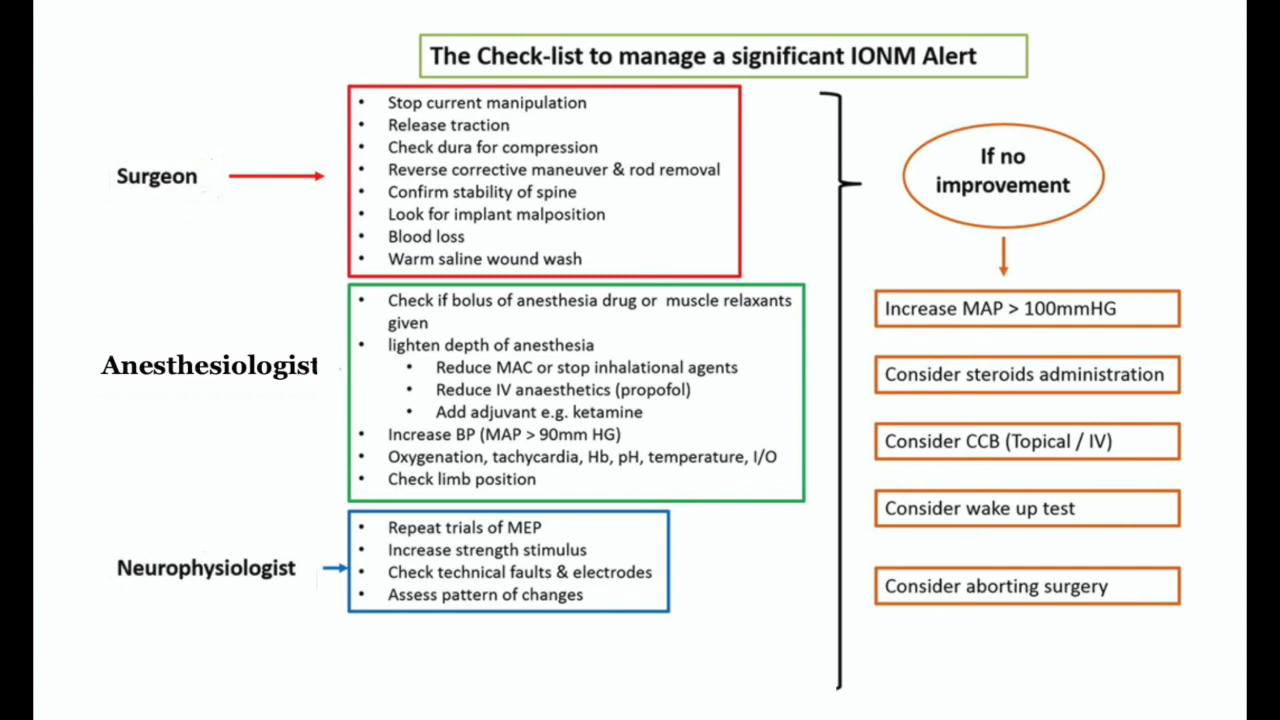 The Check-list to manage a significant IONM Alert
Surgeon
• Stop current manipulation
• Release traction
• Check dura for compression
• Reverse corrective maneuver & rod removal
• Confirm stability of spine
• Look for implant malposition
• Blood loss
• Warm saline wound wash
Anesthesiologist
• Check if bolus of anesthesia drug or muscle relaxants
given
• lighten depth of anesthesia
• Reduce MAC or stop inhalational agents
• Reduce IV anaesthetics (propofol)
• Add adjuvant e.g. ketamine
• Increase BP (MAP > 90mm HG)
• Oxygenation, tachycardia, Hb, pH, temperature, I/O
• Check limb position
Neurophysiologist
• Repeat trials of MEP
• Increase strength stimulus
• Check technical faults & electrodes
• Assess pattern of changes
If no
improvement
Increase MAP > 100mmHG
Consider steroids administration
Consider CCB (Topical / IV)
Consider wake up test
Consider aborting surgery